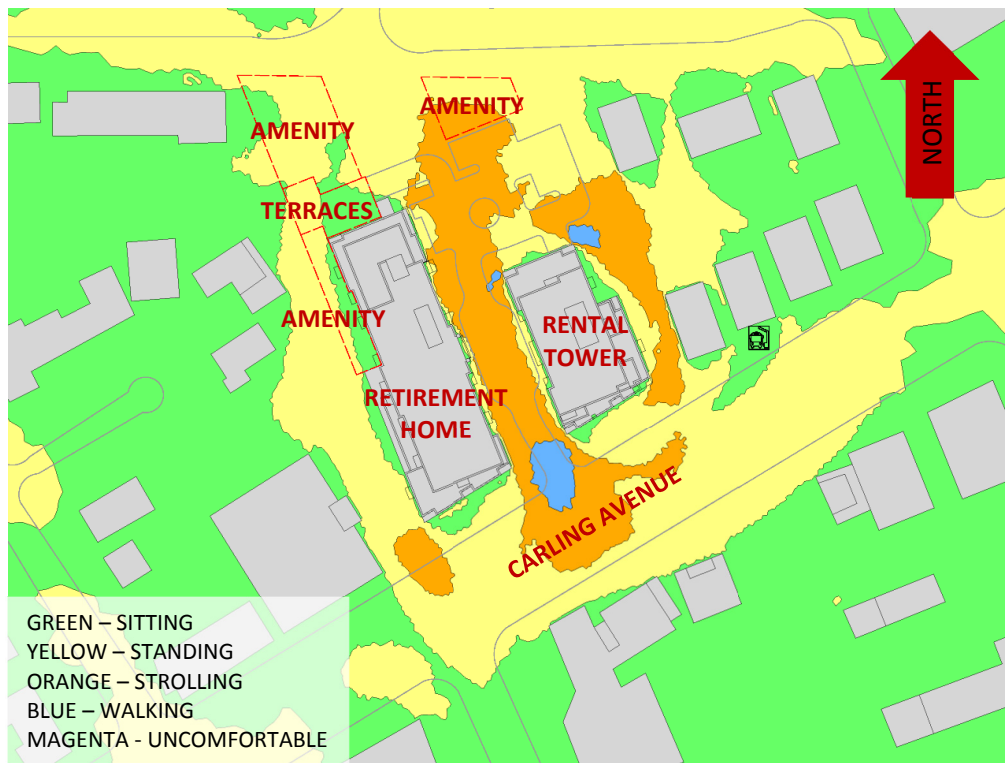 AMENITY
AMENITY
NORTH
TERRACES
AMENITY
RENTAL
TOWER
RETIREMENT
HOME
CARLING AVENUE
GREEN – SITTING
YELLOW – STANDING
ORANGE – STROLLING
BLUE – WALKING
MAGENTA - UNCOMFORTABLE